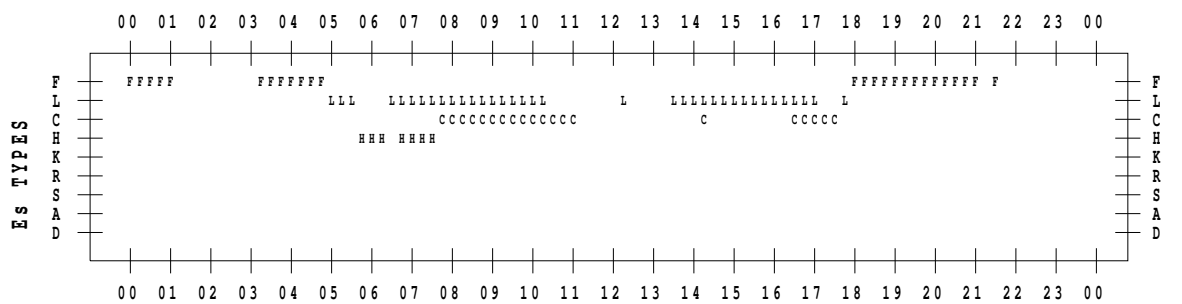 00 01 02 03 04 05 06 07 08 09 10 11 12 13 14 15 16 17 18 19 20 21 22 23 00
F FFFFF FFFFFFF FFFFFFFFFFFFF F F
L LLL LLLLLLLLLLLLLLLL L LLLLLLLLLLLLLLL L L
C CCCCCCCCCCCCCC C CCCCC C
H HHH HHHH H
K K
R R
S S
A A
D D
Es TYPES
00 01 02 03 04 05 06 07 08 09 10 11 12 13 14 15 16 17 18 19 20 21 22 23 00